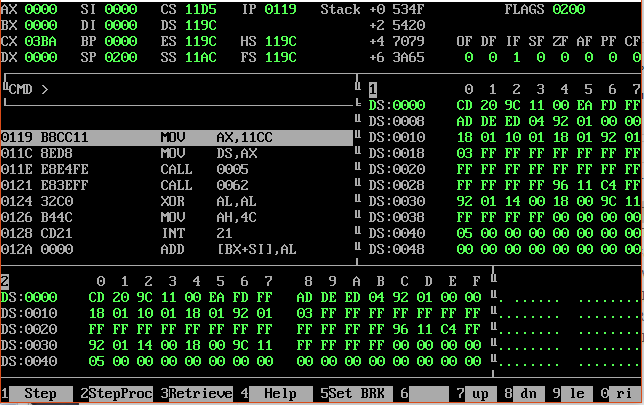 AX 0000 SI 0000 CS 11D5 IP 0119 Stack +0 534F FLAGS 0200
BX 0000 DI 0000 DS 119C +2 5420
CX 03BA BP 0000 ES 119C HS 119C +4 7079 OF DF IF SF ZF AF PF CF
DX 0000 SP 0200 SS 11AC FS 119C +6 3A65 0 0 1 0 0 0 0 0
CMD >
1 0 1 2 3 4 5 6 7
DS:0000 CD 20 9C 11 00 EA FD FF
DS:0008 AD DE ED 04 92 01 00 00
0119 B8CC11 MOV AX,11CC DS:0010 18 01 10 01 18 01 92 01
011C 8ED8 MOV DS,AX DS:0018 03 FF FF FF FF FF FF FF
011E E8E4FE CALL 0005 DS:0020 FF FF FF FF FF FF FF FF
0121 E83EFF CALL 0062 DS:0028 FF FF FF FF 96 11 C4 FF
0124 32C0 XOR AL,AL DS:0030 92 01 14 00 18 00 9C 11
0126 B44C MOV AH,4C DS:0038 FF FF FF FF 00 00 00 00
0128 CD21 INT 21 DS:0040 05 00 00 00 00 00 00 00
012A 0000 ADD [BX+SI],AL DS:0048 00 00 00 00 00 00 00 00
2 0 1 2 3 4 5 6 7 8 9 A B C D E F
DS:0000 CD 20 9C 11 00 EA FD FF AD DE ED 04 92 01 00 00
DS:0010 18 01 10 01 18 01 92 01 03 FF FF FF FF FF FF FF
DS:0020 FF FF FF FF FF FF FF FF FF FF FF FF 96 11 C4 FF
DS:0030 92 01 14 00 18 00 9C 11 FF FF FF FF 00 00 00 00
DS:0040 05 00 00 00 00 00 00 00 00 00 00 00 00 00 00 00
1 Step 2StepProc 3Retrieve 4 Help 5Set BRK 6 7 up 8 dn 9 le 0 ri